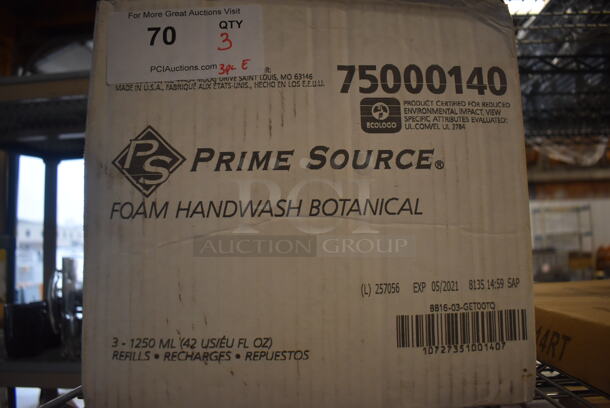 For More Great Auctions Visit
70
QTY
3
PCIAuctions.com
3pc E
DRIVE SAINT LOUIS, MO 63146
MADE IN U.S.A., FABRIQUÉ AUX ÉTATS-UNIS., HECHO EN LOS E.E.U.U.
75000140
ECOLOGO
PRODUCT CERTIFIED FOR REDUCED
ENVIRONMENTAL IMPACT. VIEW
SPECIFIC ATTRIBUTES EVALUATED:
UL.COM/EL UL 2784
PS PRIME SOURCE®
FOAM HANDWASH BOTANICAL
PCI
AUCTION GROUP
(L) 257056 EXP 05/2021 8135 14:59 SAP
BB16-03-GET00TQ
10727351001407
3 - 1250 ML (42 US/ÉU FL OZ)
REFILLS • RECHARGES • REPUESTOS
ART